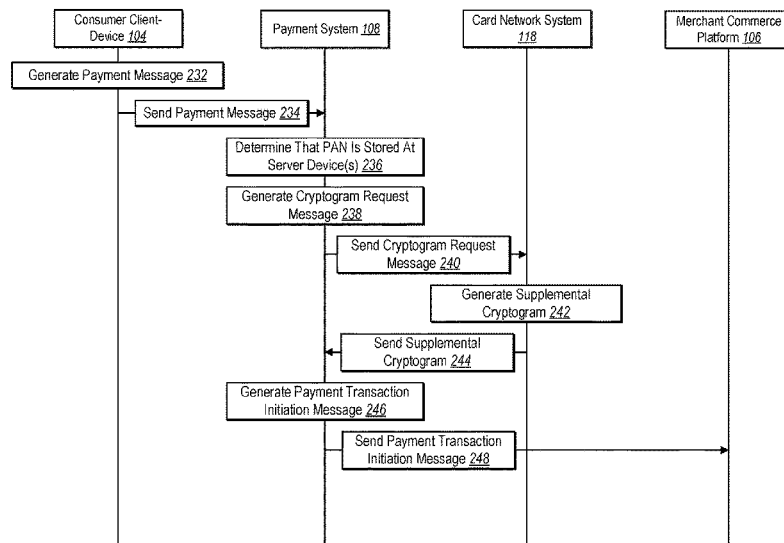 Consumer Client-
Device 104
Payment System 108
Card Network System
118
Merchant Commerce
Platform 106
Generate Payment Message 232
Send Payment Message 234
Determine That PAN Is Stored At
Server Device(s) 236
Generate Cryptogram Request
Message 238
Send Cryptogram Request
Message 240
Generate Supplemental
Cryptogram 242
Send Supplemental
Cryptogram 244
Generate Payment Transaction
Initiation Message 246
Send Payment Transaction
Initiation Message 248